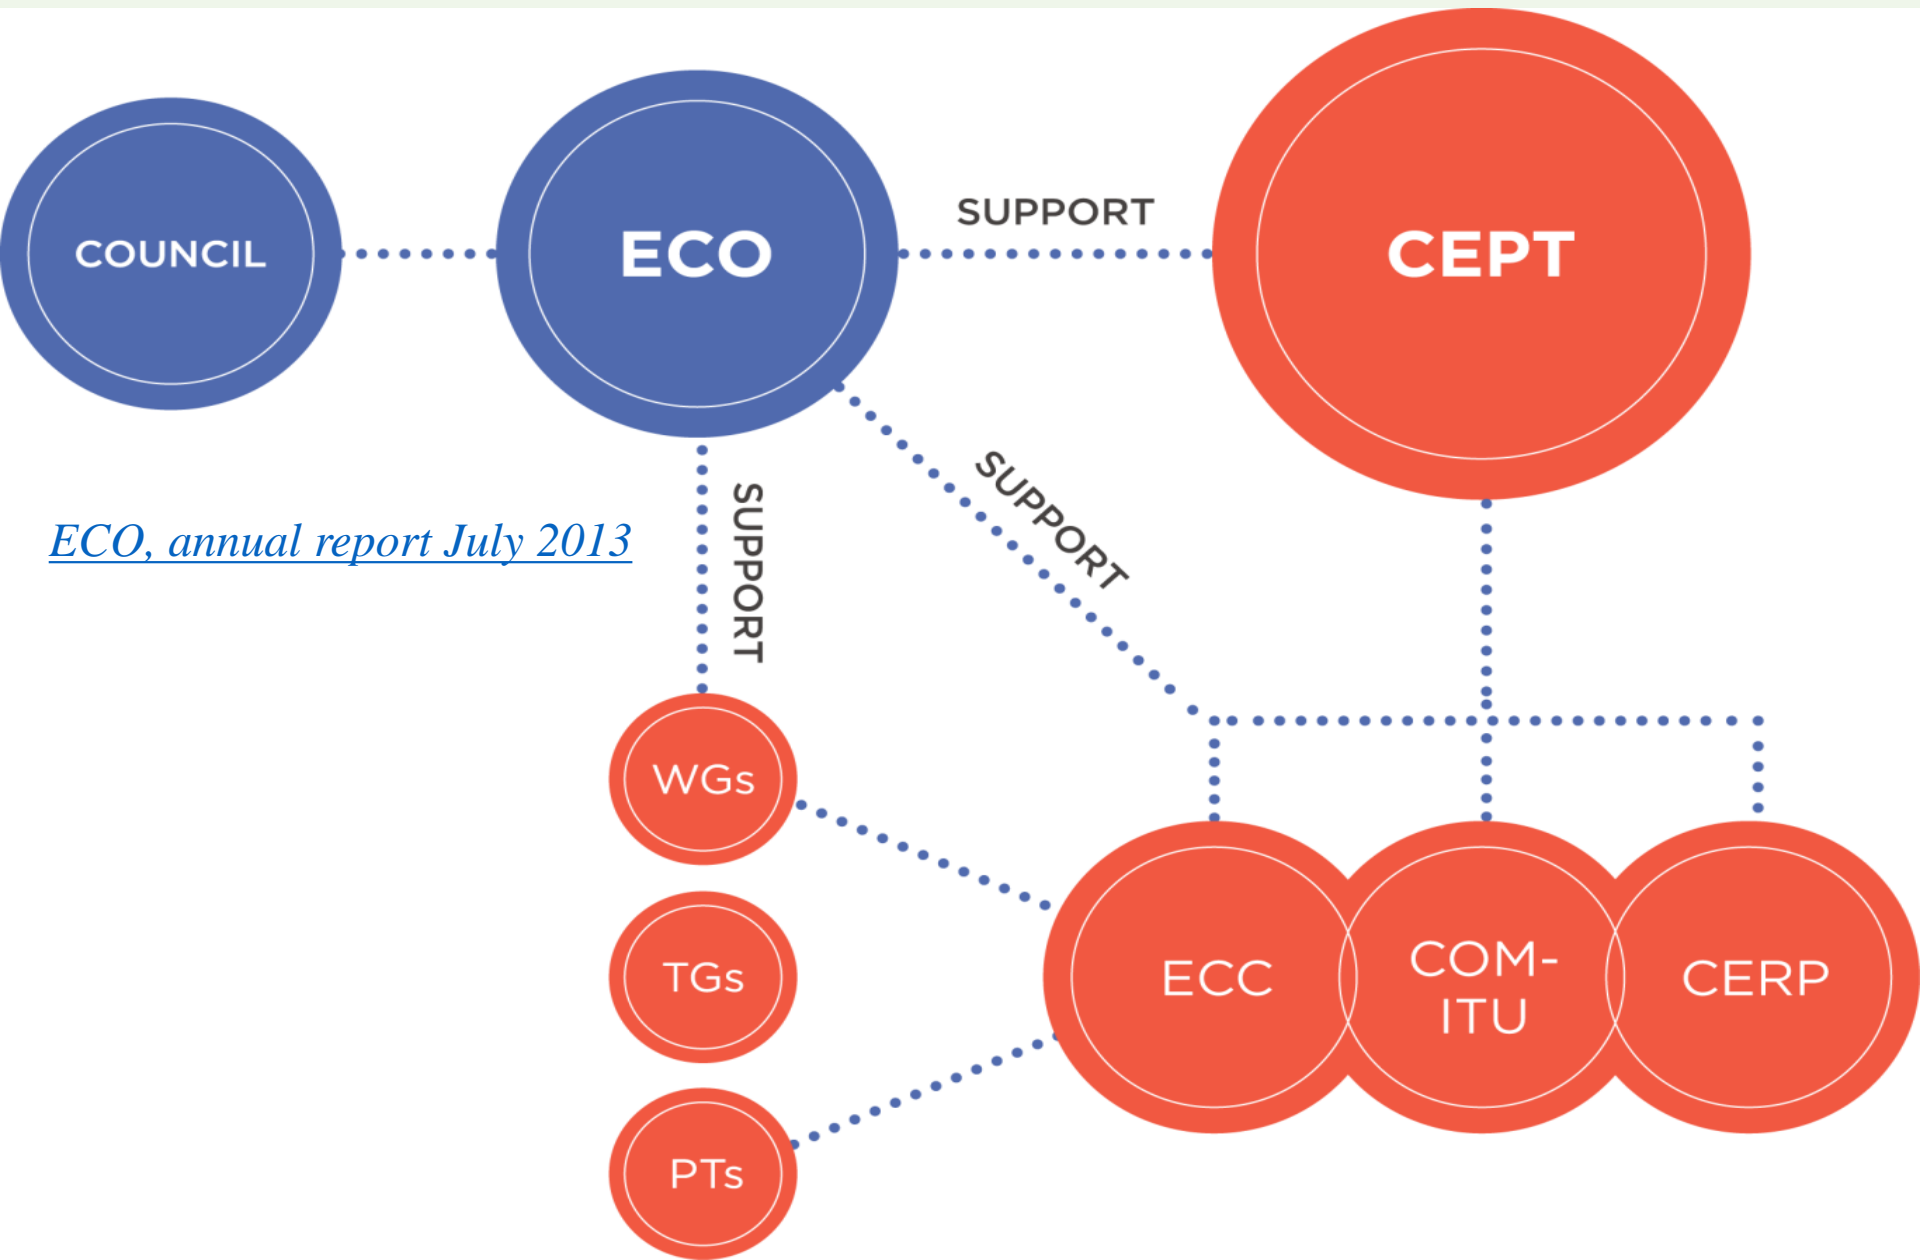 COUNCIL
ECO
SUPPORT
CEPT
SUPPORT
SUPPORT
ECO, annual report July 2013
WGs
TGs
PTs
ECC
COM-
ITU
CERP